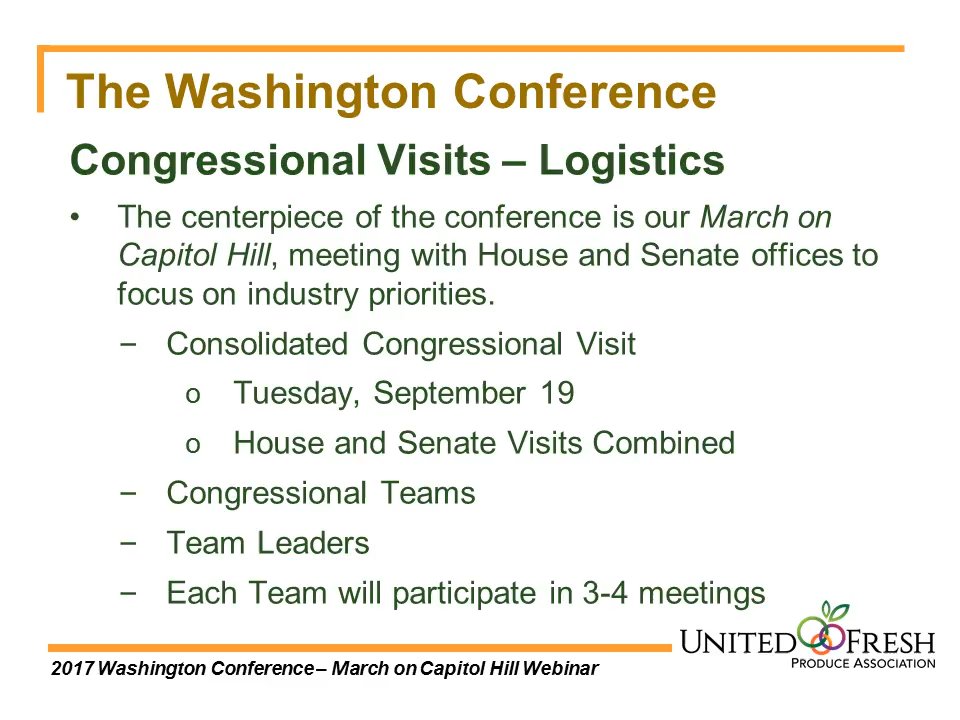 The Washington Conference
Congressional Visits – Logistics
• The centerpiece of the conference is our March on
Capitol Hill, meeting with House and Senate offices to
focus on industry priorities.
− Consolidated Congressional Visit
o Tuesday, September 19
o House and Senate Visits Combined
− Congressional Teams
− Team Leaders
− Each Team will participate in 3-4 meetings
UNITED FRESH
PRODUCE ASSOCIATION
2017 Washington Conference – March on Capitol Hill Webinar